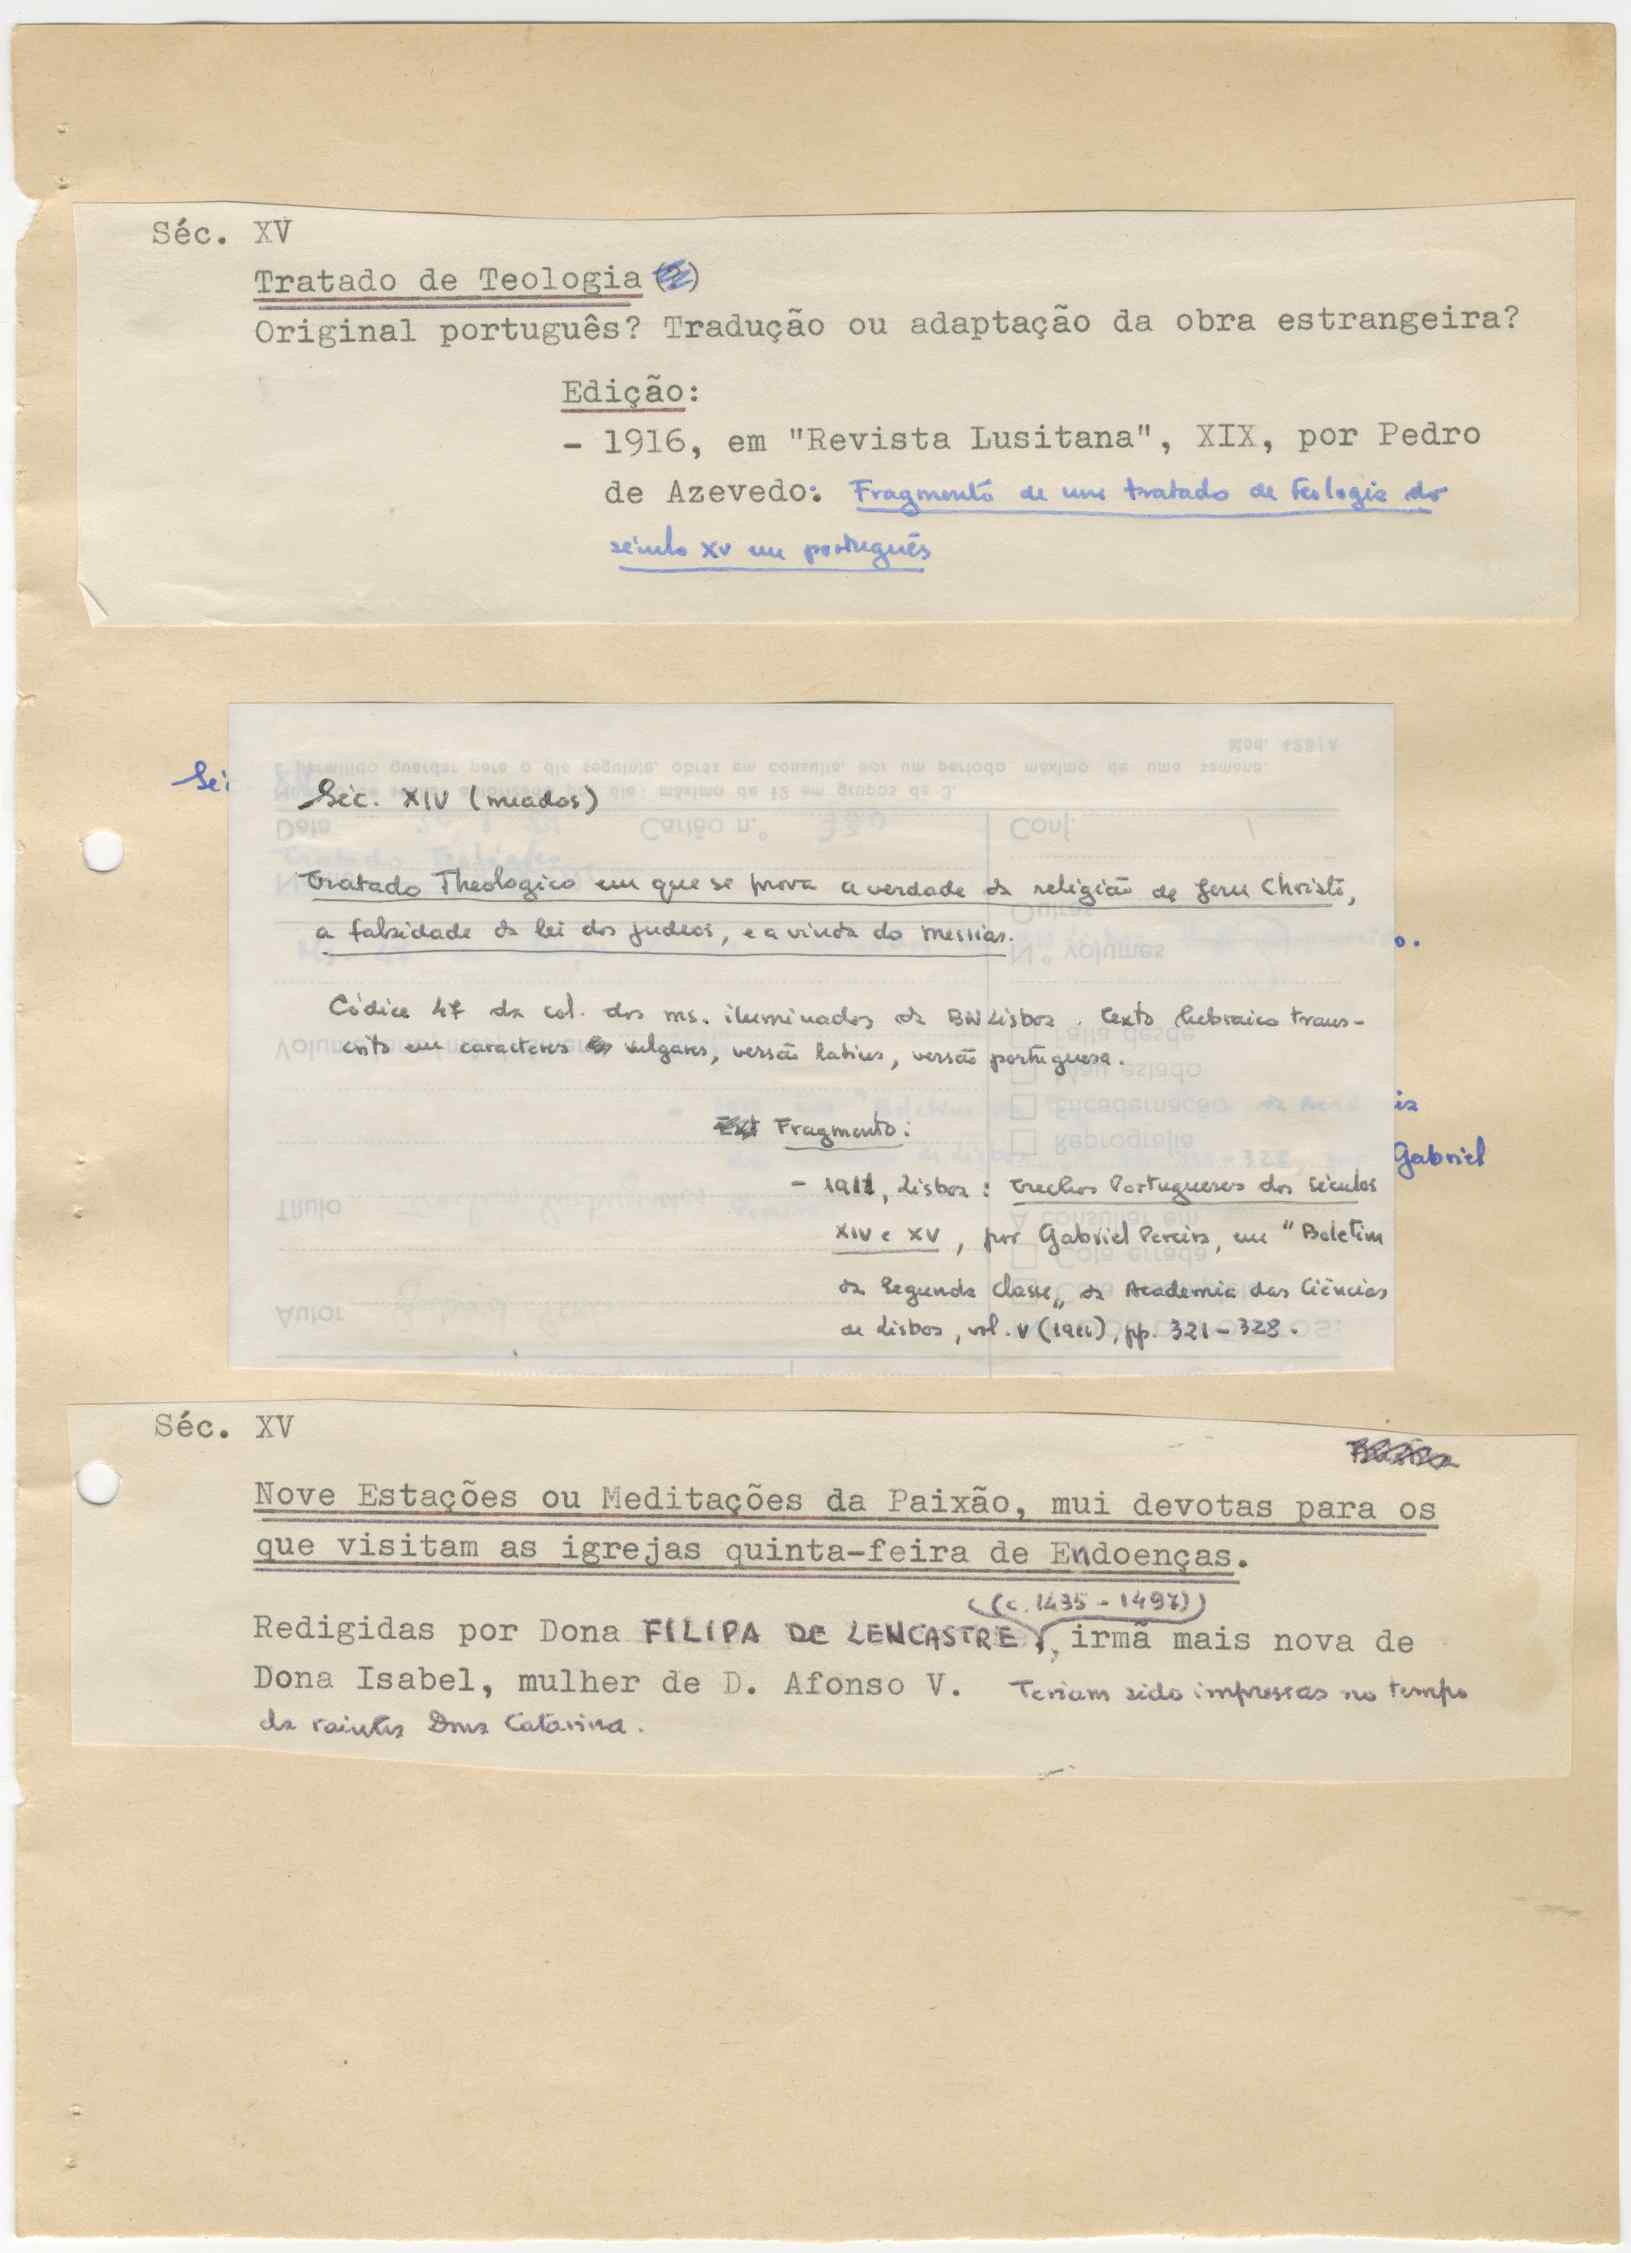 Séc. XV
Tratado de Teologia
Original português? Tradução ou adaptação da obra estrangeira?
Edição:
- 1916, em "Revista Lusitana", XIX, por Pedro
de Azevedo: Fragmento de um tratado de teologia do
século XV em português
Séc. XIV (meados)
Tratado Theologico em que se prova a verdade da religião de Jesu Christo,
a falsidade da lei dos judeos, e a vinda do messias.
o.
Códice 47 da col. dos ms. iluminados da BNLisboa. Texto hebraico trans-
crito em caracteres vulgares, versão latina, versão portuguesa.
Fragmento:
Gabriel
- 1911, Lisboa: Trechos Portugueses dos séculos
XIV e XV, por Gabriel Pereira, em "Boletim
da Segunda Classe" da Academia das Ciências
de Lisboa, vol. V (1911), pp. 321-328.
Séc. XV
Nove Estações ou Meditações da Paixão, mui devotas para os
que visitam as igrejas quinta-feira de Endoenças.
((c. 1435 - 1497))
Redigidas por Dona FILIPA DE LENCASTRE, irmã mais nova de
Dona Isabel, mulher de D. Afonso V. Teriam sido impressas no tempo
da rainha Dona Catarina.